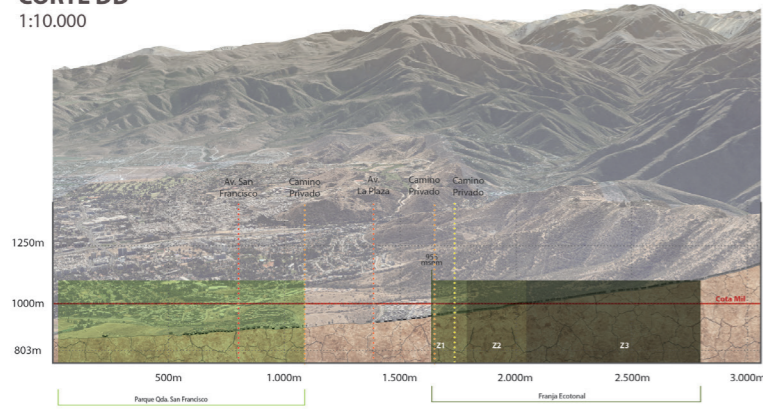 CORTE DD
1:10.000
Av. San
Francisco
Camino
Privado
Av.
La Plaza
Camino
Privado
Camino
Privado
1250m
msnm
1000m
Cota Mil
803m
Z1
Z2
Z3
500m
1.000m
1.500m
2.000m
2.500m
3.000m
Parque Qda. San Francisco
Franja Ecotonal